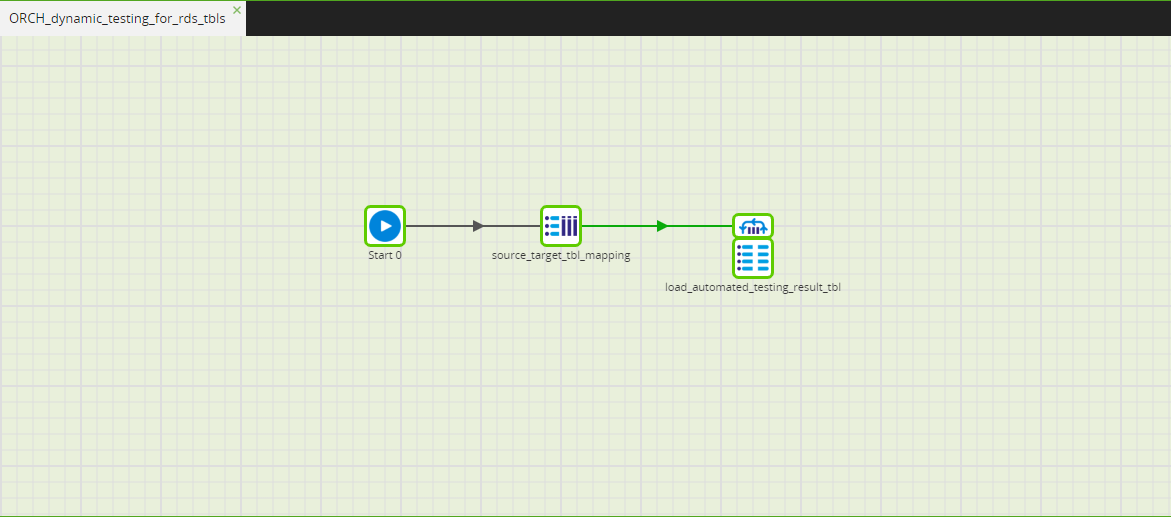 ORCH_dynamic_testing_for_rds_tbls
Start 0
source_target_tbl_mapping
load_automated_testing_result_tbl